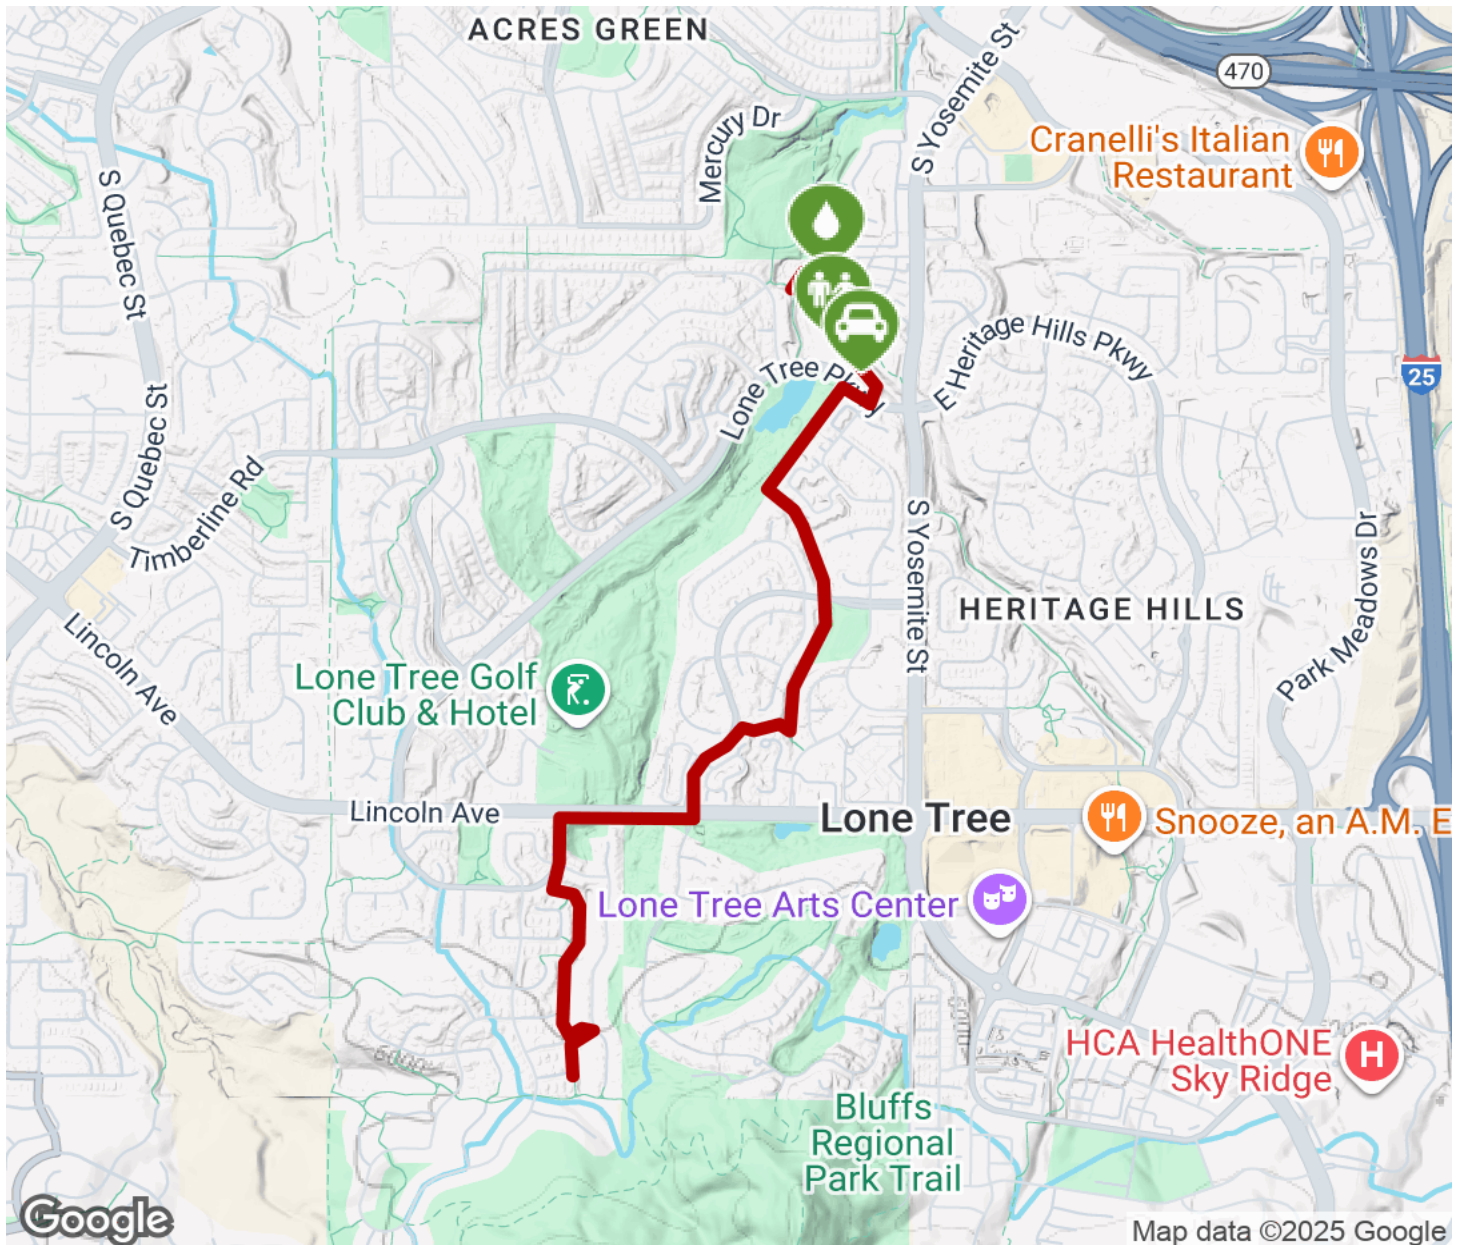 ACRES GREEN
470
S Yosemite St
Mercury Dr
Cranelli's Italian
Restaurant
S Quebec St
E Heritage Hills Pkwy
Lone Tree Pkwy
25
S Quebec St
Timberline Rd
S Yosemite St
Park Meadows Dr
HERITAGE HILLS
Lincoln Ave
Lone Tree Golf
Club & Hotel
Lincoln Ave
Lone Tree
Snooze, an A.M. E
Lone Tree Arts Center
HCA HealthONE
Sky Ridge
H
Bluffs
Regional
Park Trail
Google
Map data ©2025 Google